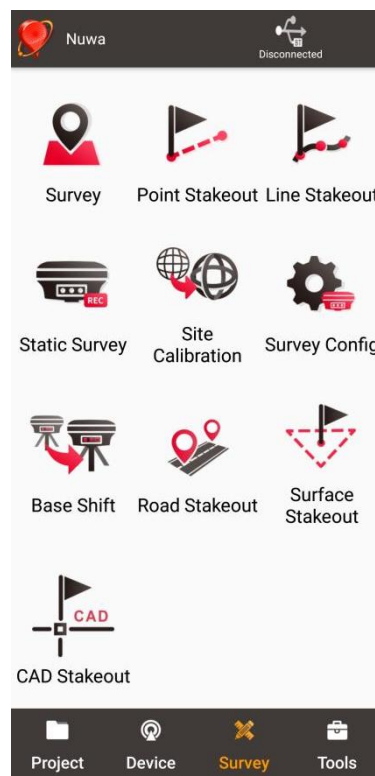 Nuwa
Disconnected
Survey
Point Stakeout
Line Stakeout
REC
Static Survey
Site
Calibration
Survey Config
Base Shift
Road Stakeout
Surface
Stakeout
CAD
CAD Stakeout
Project
Device
Survey
Tools